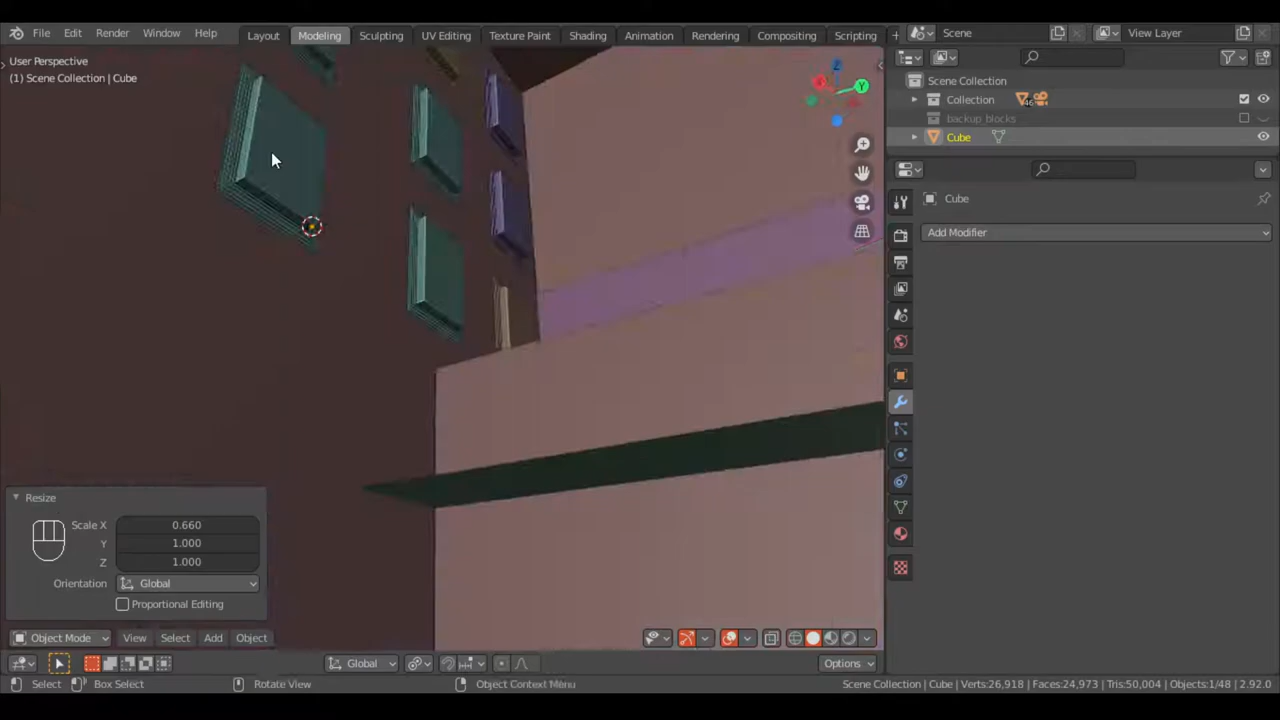 File Edit Render Window Help Layout Modeling Sculpting UV Editing Texture Paint Shading Animation Rendering Compositing Scripting + Scene View Layer
User Perspective
(1) Scene Collection | Cube
Z
Y
Scene Collection
Collection 46
backup blocks
Cube
Cube
Add Modifier
Resize
Scale X 0.660
Y 1.000
Z 1.000
Orientation Global
Proportional Editing
Object Mode View Select Add Object
Global Options
Select Box Select Rotate View Object Context Menu Scene Collection | Cube | Verts:26,918 | Faces:24,973 | Tris:50,004 | Objects:1/48 | 2.92.0